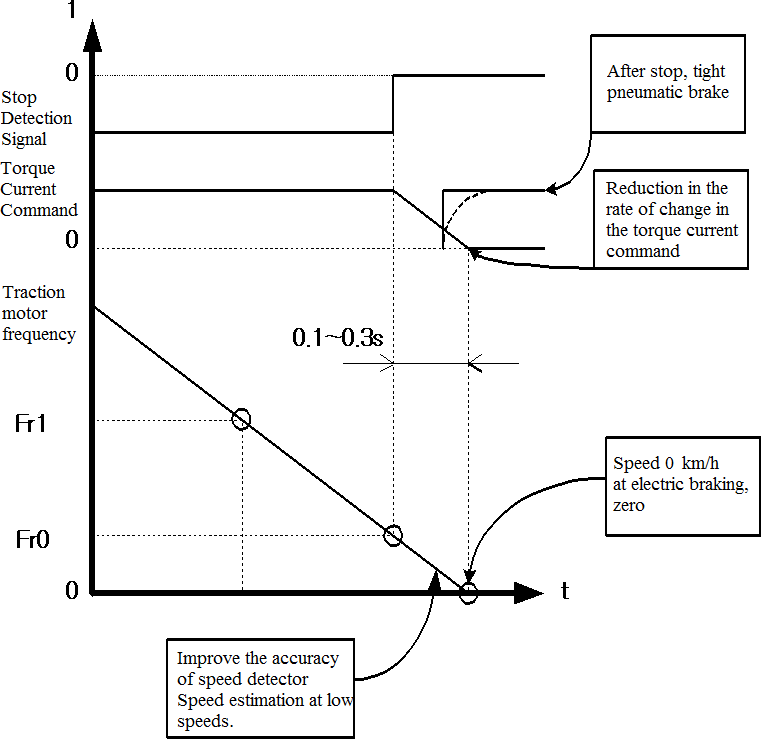 1
0
Stop
Detection
Signal
Torque
Current
Command
0
After stop, tight
pneumatic brake
Reduction in the
rate of change in
the torque current
command
Traction
motor
frequency
0.1~0.3s
Fr1
Fr0
0
t
Speed 0 km/h
at electric braking,
zero
Improve the accuracy
of speed detector
Speed estimation at low
speeds.